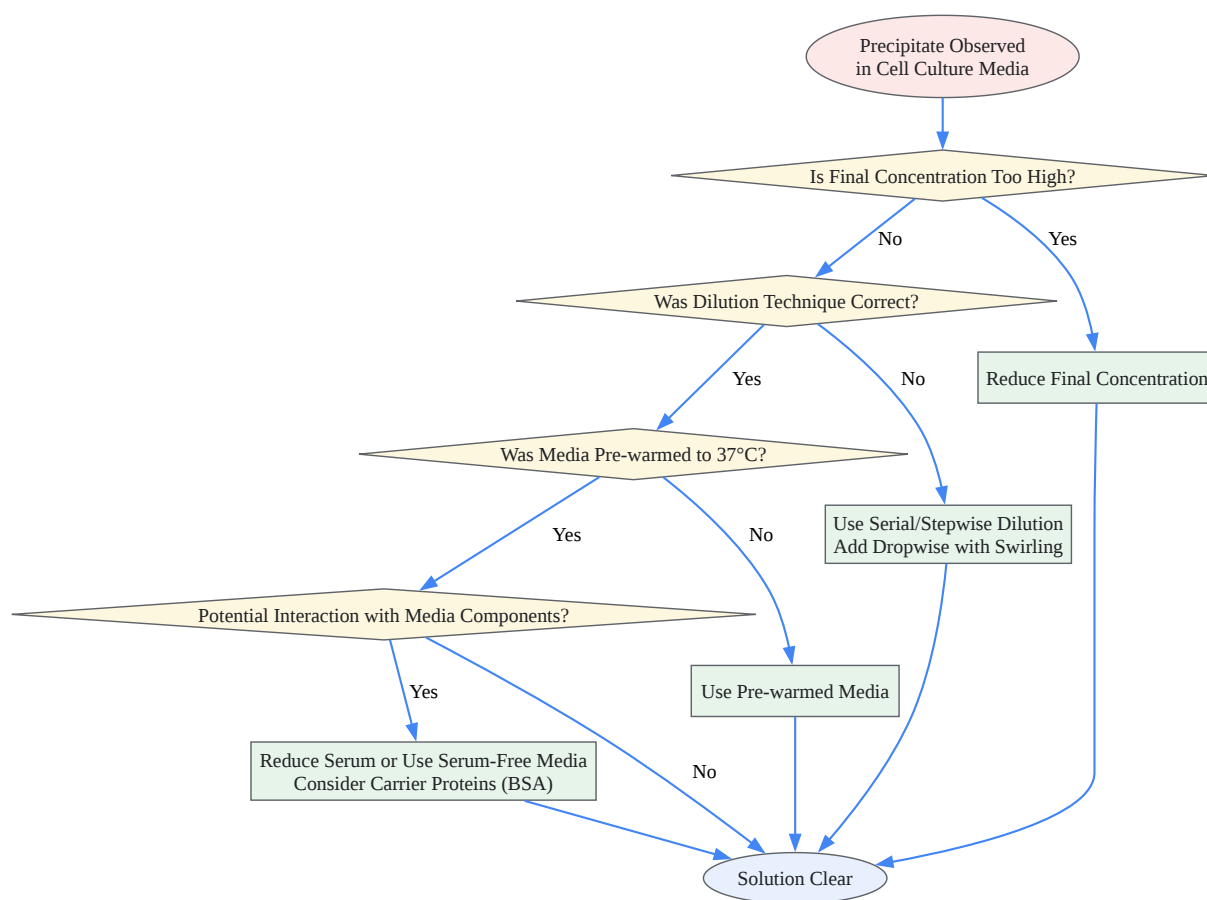 Precipitate Observed
in Cell Culture Media
Is Final Concentration Too High?
No
Yes
Was Dilution Technique Correct?
Yes
No
Reduce Final Concentration
Was Media Pre-warmed to 37°C?
Yes
No
Use Serial/Stepwise Dilution
Add Dropwise with Swirling
Potential Interaction with Media Components?
Yes
No
Use Pre-warmed Media
Reduce Serum or Use Serum-Free Media
Consider Carrier Proteins (BSA)
Solution Clear